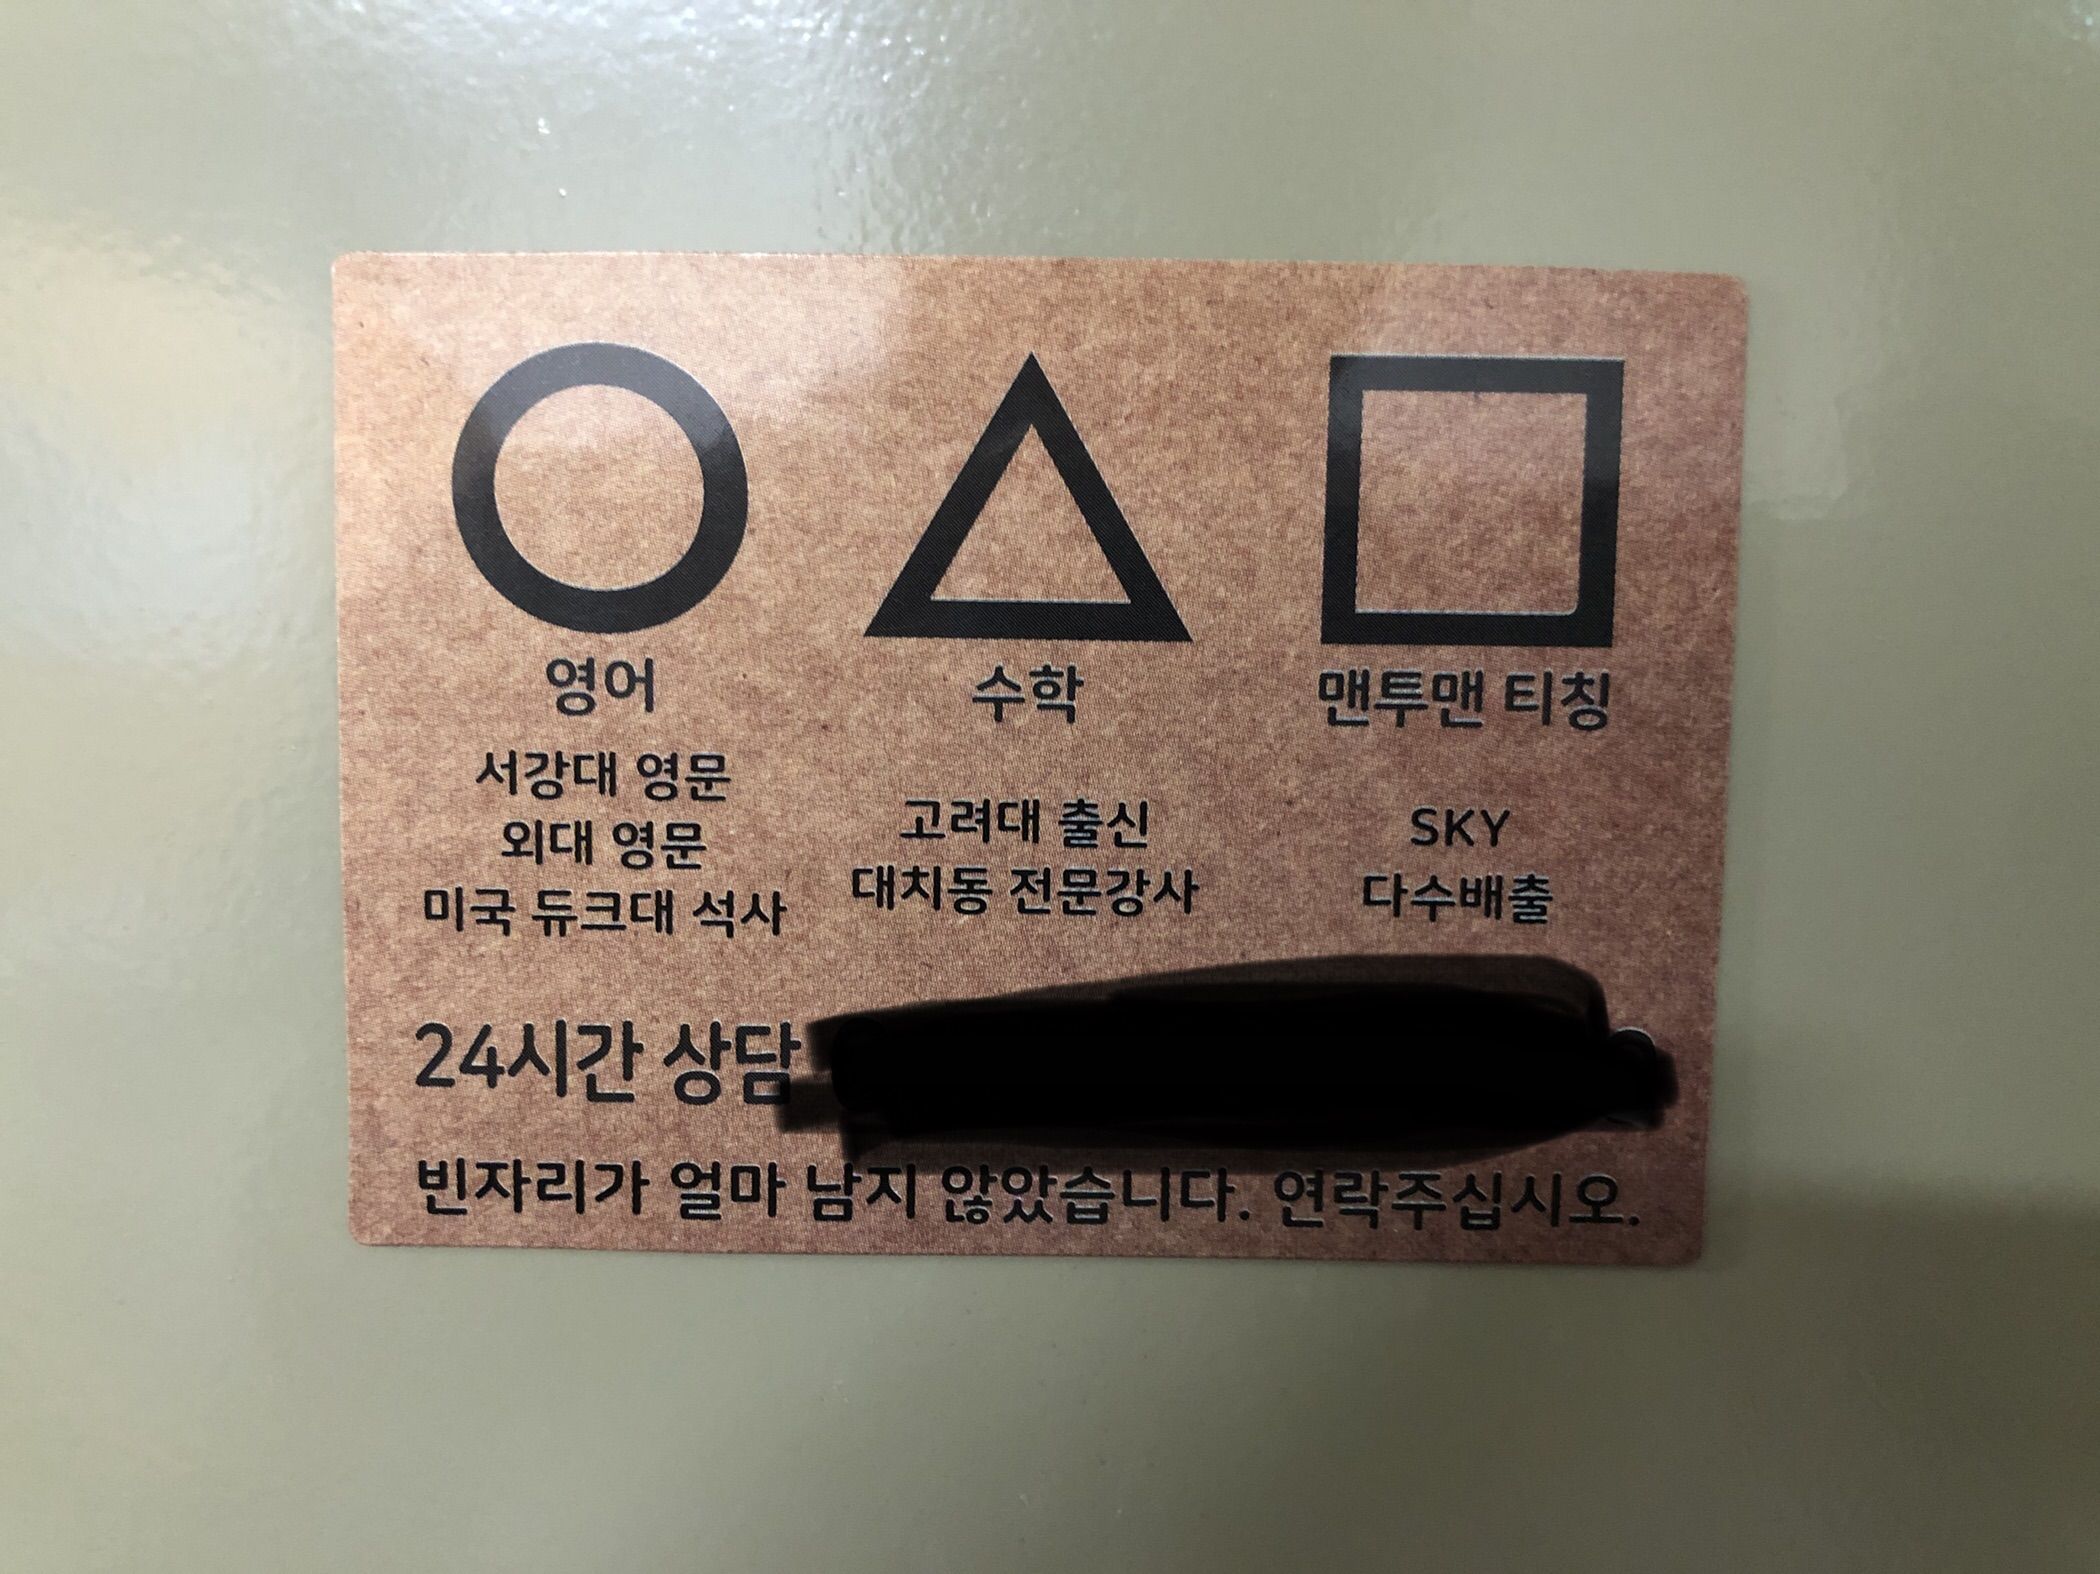 영어
서강대 영문
외대 영문
미국 듀크대 석사
수학
고려대 출신
대치동 전문강사
맨투맨 티칭
SKY
다수배출
24시간 상담
빈자리가 얼마 남지 않았습니다. 연락주십시오.